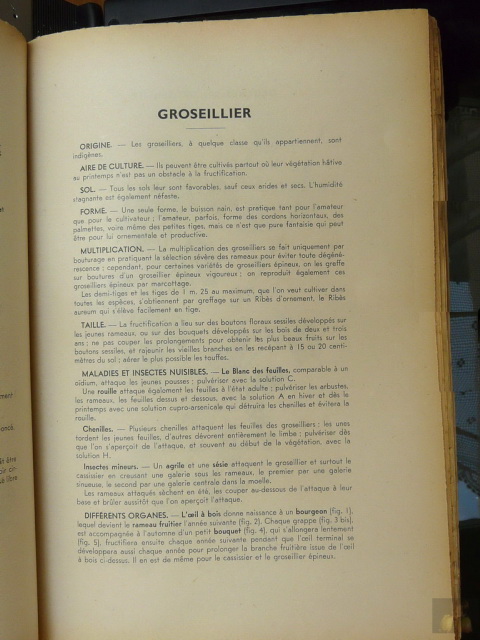 GROSEILLIER
ORIGINE. — Les groseilliers, à quelque classe qu'ils appartiennent, sont
indigènes.
AIRE DE CULTURE. — Ils peuvent être cultivés partout où leur végétation hâtive
au printemps n'est pas un obstacle à la fructification.
SOL. — Tous les sols leur sont favorables, sauf ceux arides et secs. L'humidité
stagnante est également néfaste.
FORME. — Une seule forme, le buisson nain, est pratique tant pour l'amateur
que pour le cultivateur ; l'amateur, parfois, forme des cordons horizontaux, des
palmettes, voire même des petites tiges, mais ce n'est que pure fantaisie qui peut
être pour lui ornementale et productive.
MULTIPLICATION. — La multiplication des groseilliers se fait uniquement par
bouturage en pratiquant la sélection sévère des rameaux pour éviter toute dégéné-
rescence ; cependant, pour certaines variétés de groseilliers épineux, on les greffe
sur boutures d'un groseillier épineux vigoureux ; on reproduit également ces
groseilliers épineux par marcottage.
Les demi-tiges et les tiges de 1 m. 25 au maximum, que l'on veut cultiver dans
toutes les espèces, s'obtiennent par greffage sur un Ribès d'ornement, le Ribès
aureum qui s'élève facilement en tige.
TAILLE. — La fructification a lieu sur des boutons floraux sessiles développés sur
les jeunes rameaux, ou sur des bouquets développés sur les bois de deux et trois
ans ; ne pas couper les prolongements pour obtenir les plus beaux fruits sur les
boutons sessiles, et rajeunir les vieilles branches en les recépant à 15 ou 20 centi-
mètres du sol ; aérer le plus possible les touffes.
MALADIES ET INSECTES NUISIBLES. — Le Blanc des feuilles, comparable à un
oïdium, attaque les jeunes pousses ; pulvériser avec la solution C.
Une rouille attaque également les feuilles à l'état adulte ; pulvériser les arbustes,
les rameaux, les feuilles dessus et dessous, avec la solution A en hiver et dès le
printemps avec une solution cupro-arsenicale qui détruira les chenilles et évitera la
rouille.
Chenilles. — Plusieurs chenilles attaquent les feuilles des groseilliers : les unes
tordent les jeunes feuilles, d'autres dévorent entièrement le limbe ; pulvériser dès
que l'on s'aperçoit de l'attaque, et souvent au début de la végétation, avec la
solution H.
Insectes mineurs. — Un agrile et une sésie attaquent le groseillier et surtout le
cassissier en creusant une galerie sous les rameaux, le premier par une galerie
sinueuse, le second par une galerie centrale dans la moelle.
Les rameaux attaqués sèchent en été, les couper au-dessous de l'attaque à leur
base et brûler aussitôt que l'on aperçoit l'attaque.
DIFFÉRENTS ORGANES. — L'œil à bois donne naissance à un bourgeon (fig. 1),
lequel devient le rameau fruitier l'année suivante (fig. 2). Chaque grappe (fig. 3 bis),
est accompagnée à l'automne d'un petit bouquet (fig. 4), qui s'allongera lentement
(fig. 5), fructifiera ensuite chaque année suivante pendant que l'œil terminal se
développera aussi chaque année pour prolonger la branche fruitière issue de l'œil
à bois ci-dessus. Il en est de même pour le cassissier et le groseillier épineux.